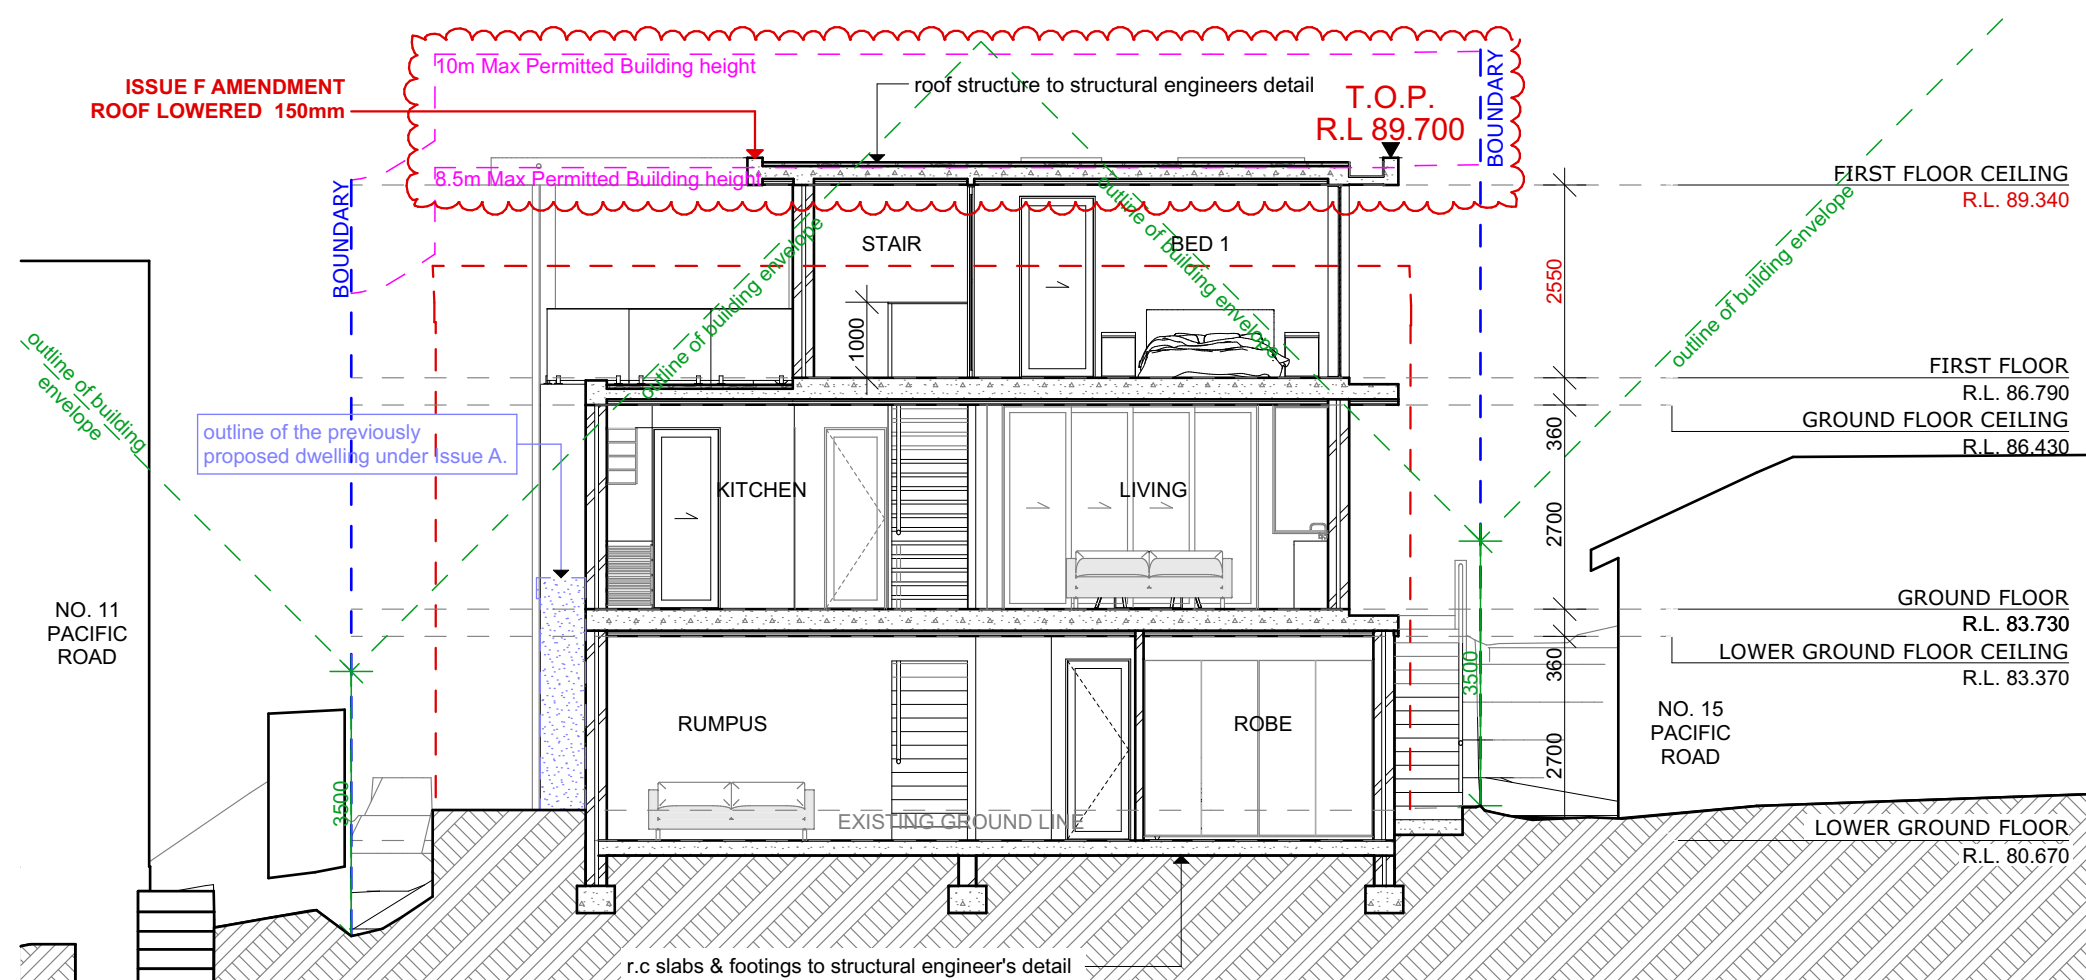 10m Max Permitted Building height
ISSUE F AMENDMENT
ROOF LOWERED 150mm
roof structure to structural engineers detail
T.O.P.
R.L 89.700
BOUNDARY
8.5m Max Permitted Building height
BOUNDARY
FIRST FLOOR CEILING
R.L. 89.340
STAIR
BED 1
outline of building envelope
outline of building envelope
outline of building envelope
outline of building
envelope
2550
1000
FIRST FLOOR
R.L. 86.790
360
GROUND FLOOR CEILING
R.L. 86.430
outline of the previously
proposed dwelling under Issue A.
KITCHEN
LIVING
2700
NO. 11
PACIFIC
ROAD
GROUND FLOOR
R.L. 83.730
360
LOWER GROUND FLOOR CEILING
R.L. 83.370
3500
RUMPUS
ROBE
NO. 15
PACIFIC
ROAD
2700
3500
EXISTING GROUND LINE
LOWER GROUND FLOOR
R.L. 80.670
r.c slabs & footings to structural engineer's detail